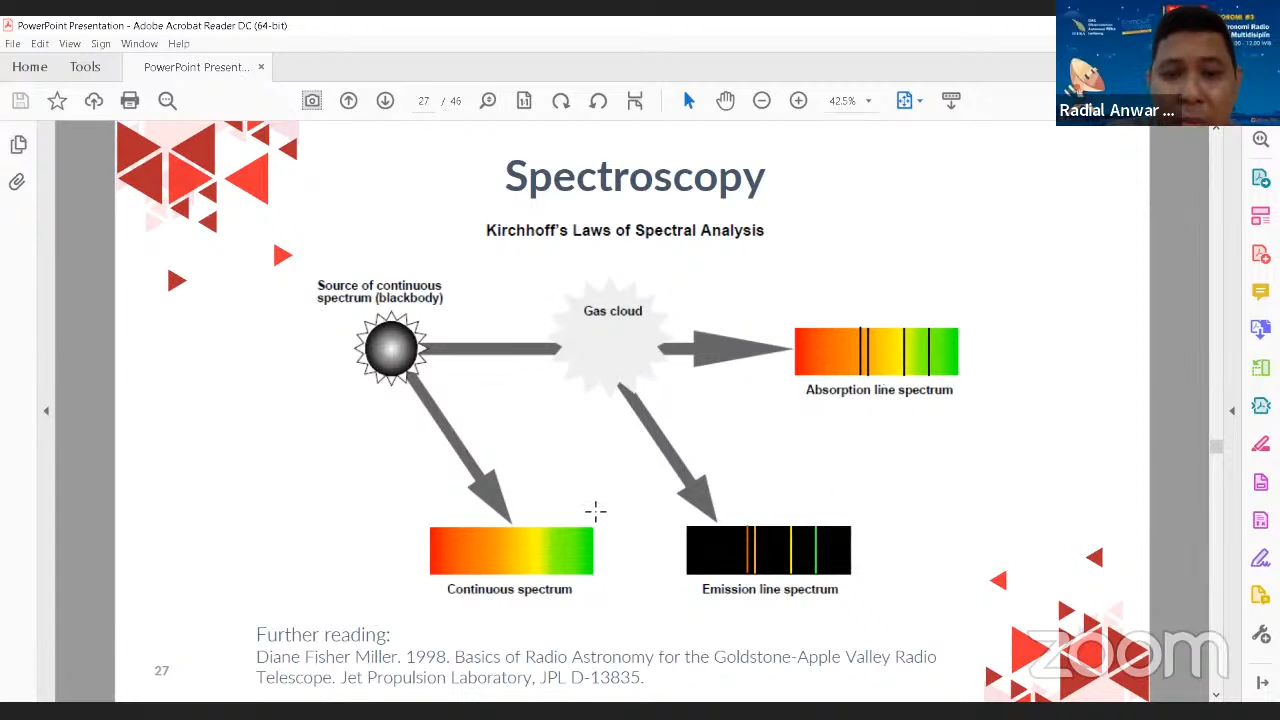 PowerPoint Presentation - Adobe Acrobat Reader DC (64-bit)
File Edit View Sign Window Help
Home Tools PowerPoint Present... ×
27 / 46 42.5%
Radial Anwar ...
Spectroscopy
Kirchhoff's Laws of Spectral Analysis
Source of continuous
spectrum (blackbody)
Gas cloud
Absorption line spectrum
Continuous spectrum
Emission line spectrum
Further reading:
Diane Fisher Miller. 1998. Basics of Radio Astronomy for the Goldstone-Apple Valley Radio
Telescope. Jet Propulsion Laboratory, JPL D-13835.
27
zoom